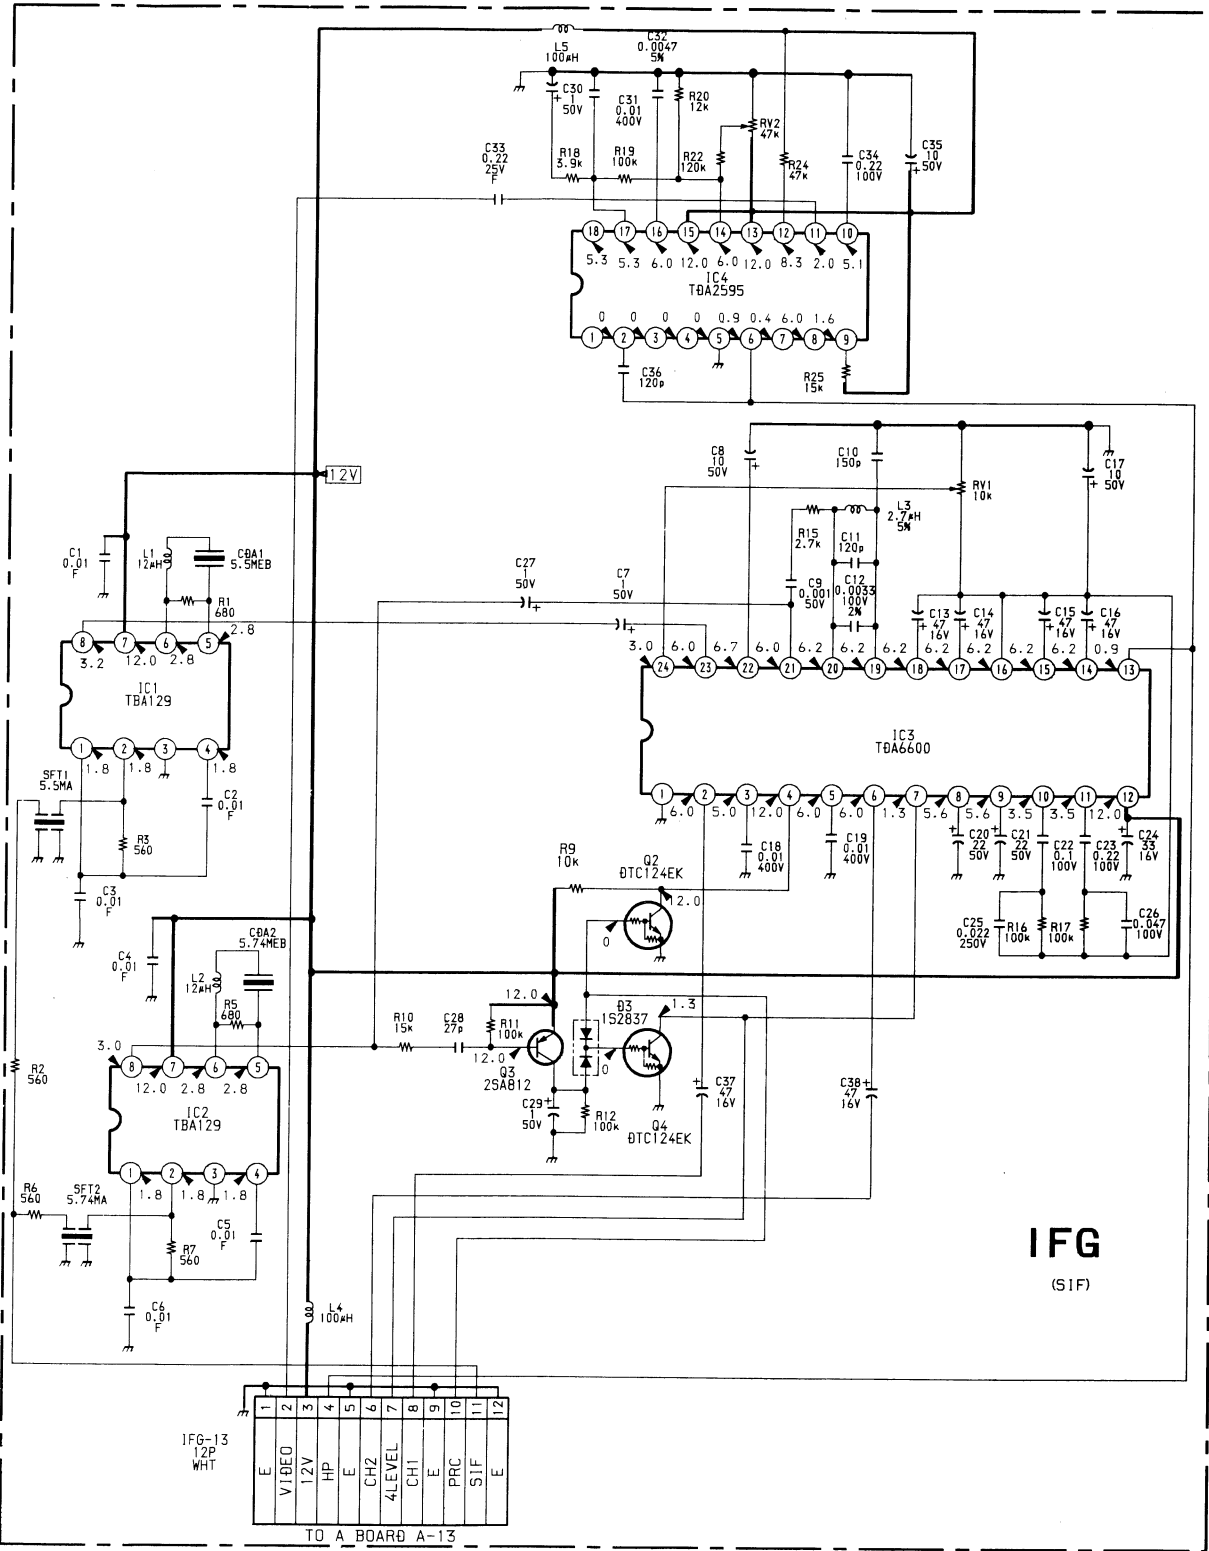 L5
100μH
C32
0.0047
5%
C30
1
50V
C31
0.01
400V
R20
12k
RV2
47k
R18
3.9k
R19
100k
R22
120k
R24
47k
C34
0.22
100V
C35
10
50V
C33
0.22
25V
F
18 17 16 15 14 13 12 11 10
5.3 5.3 6.0 12.0 6.0 12.0 8.3 2.0 5.1
IC4
TDA2595
0 0 0 0 0.9 0.4 6.0 1.6
1 2 3 4 5 6 7 8 9
C36
120p
R25
15k
12V
C8
10
50V
C10
150p
RV1
10k
C17
10
50V
L3
2.7μH
5%
R15
2.7k
C11
120p
C9
0.001
50V
C12
0.0033
100V
2%
C13
47
16V
C14
47
16V
C15
47
16V
C16
47
16V
C1
0.01
F
L1
12μH
CDA1
5.5MEB
R1
680
C27
1
50V
C7
1
50V
8 7 6 5
3.2 12.0 2.8 2.8
IC1
TBA129
1 2 3 4
1.8 1.8 1.8
3.0 6.0 6.7 6.0 6.2 6.2 6.2 6.2 6.2 6.2 0.9
24 23 22 21 20 19 18 17 16 15 14 13
IC3
TDA6600
1 2 3 4 5 6 7 8 9 10 11 12
6.0 5.0 12.0 6.0 6.0 1.3 5.6 5.6 3.5 3.5 12.0
SFT1
5.5MA
C2
0.01
F
R3
560
C3
0.01
F
R9
10k
Q2
DTC124EK
12.0
0
C18
0.01
400V
C19
0.01
400V
C20
22
50V
C21
22
50V
C22
0.1
100V
C23
0.22
100V
C24
33
16V
C25
0.022
250V
R16
100k
R17
100k
C26
0.047
100V
C4
0.01
F
CDA2
5.74MEB
L2
12μH
R5
680
R2
560
3.0
8 7 6 5
12.0 2.8 2.8
IC2
TBA129
1 2 3 4
1.8 1.8 1.8
R10
15k
C28
27p
R11
100k
12.0
12.0
Q3
2SA812
D3
1S2837
1.3
0
C29
1
50V
R12
100k
Q4
DTC124EK
C37
47
16V
C38
47
16V
R6
560
SFT2
5.74MA
R7
560
C5
0.01
F
C6
0.01
F
L4
100μH
IFG
(SIF)
IFG-13
12P
WHT
1 2 3 4 5 6 7 8 9 10 11 12
E VIDEO 12V HP E CH2 4LEVEL CH1 E PRC SIF E
TO A BOARD A-13